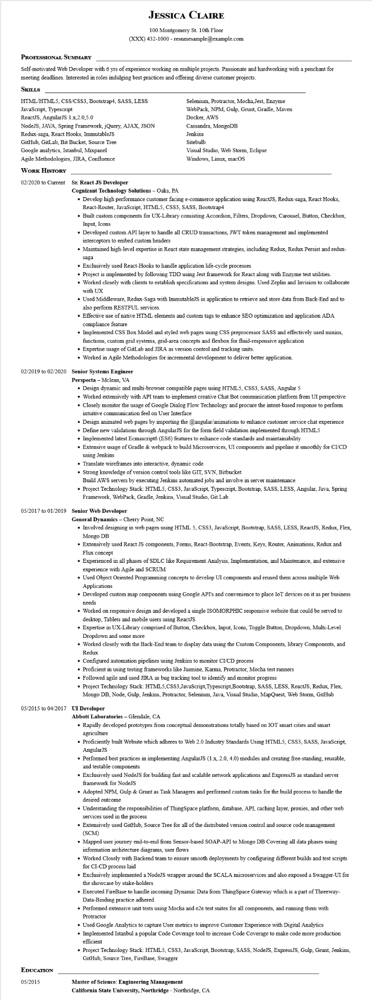 Jessica Claire
100 Montgomery St. 10th Floor
(XXX) 432-1000 - resumesample@example.com
Professional Summary
Self-motivated Web Developer with 6 yrs of experience working on multiple projects. Passionate and hardworking with a penchant for
meeting deadlines. Interested in roles indulging best practices and offering diverse customer projects.
Skills
HTML/HTML5, CSS/CSS3, Bootstrap4, SASS, LESS
JavaScript, Typescript
ReactJS, AngularJS 1.x,2.0,5.0
NodeJS, JAVA, Spring Framework, jQuery, AJAX, JSON
Redux-saga, React Hooks, ImmutableJS
GitHub, GitLab, Bit Bucket, Source Tree
Google analytics, Istanbul, Mixpanel
Agile Methodologies, JIRA, Confluence
Selenium, Protractor, Mocha,Jest, Enzyme
WebPack, NPM, Gulp, Grunt, Gradle, Maven
Docker, AWS
Cassandra, MongoDB
Jenkins
Sitebulb
Visual Studio, Web Storm, Eclipse
Windows, Linux, macOS
Work History
02/2020 to Current Sr. React JS Developer
Cognizant Technology Solutions – Oaks, PA
• Develop high performance customer facing e-commerce application using ReactJS, Redux-saga, React Hooks,
React-Router, JavaScript, HTML5, CSS3, SASS, Bootstrap4
• Built custom components for UX-Library consisting Accordion, Filters, Dropdown, Carousel, Button, Checkbox,
Input, Icons
• Developed custom API layer to handle all CRUD transactions, JWT token management and implemented
interceptors to embed custom headers
• Maintained high-level expertise in React state management strategies, including Redux, Redux Persist and redux-
saga
• Exclusively used React-Hooks to handle application life-cycle processes
• Project is implemented by following TDD using Jest framework for React along with Enzyme test utilities.
• Worked closely with clients to establish specifications and system designs. Used Zeplin and Invision to collaborate
with UX
• Used Middleware, Redux-Saga with ImmutableJS in application to retrieve and store data from Back-End and to
also perform RESTFUL services.
• Effective use of native HTML elements and custom tags to enhance SEO optimization and application ADA
compliance feature
• Implemented CSS Box Model and styled web pages using CSS preprocessor SASS and effectively used mixins,
functions, custom grid systems, grid-area concepts and flexbox for fluid-responsive application
• Expertise usage of GitLab and JIRA as version control and tracking units.
• Worked in Agile Methodologies for incremental development to deliver better application.
02/2019 to 02/2020 Senior Systems Engineer
Perspecta – Mclean, VA
• Design dynamic and multi-browser compatible pages using HTML5, CSS3, SASS, Angular 5
• Worked extensively with API team to implement creative Chat Bot communication platform from UI perspective
• Closely monitor the usage of Google Dialog Flow Technology and procure the intent-based response to perform
intuitive communication feel on User Interface
• Design animated web pages by importing the @angular/animations to enhance customer service chat experience
• Define new validations through AngularJS for the form field validation implemented through HTML5
• Implemented latest Ecmascript6 (ES6) features to enhance code standards and maintainability
• Extensive usage of Gradle & webpack to build Microservices, UI components and pipeline it smoothly for CI/CD
using Jenkins
• Translate wireframes into interactive, dynamic code
• Strong knowledge of version control tools like GIT, SVN, Bitbucket
Build AWS servers by executing Jenkins automated jobs and involve in server maintenance
• Project Technology Stack: HTML5, CSS3, JavaScript, Typescript, Bootstrap, SASS, LESS, Angular, Java, Spring
Framework, WebPack, Gradle, Jenkins, Visual Studio, Git Lab
05/2017 to 01/2019 Senior Web Developer
General Dynamics – Cherry Point, NC
• Involved designing in web pages using HTML 5, CSS3, JavaScript, Bootstrap, SASS, LESS, ReactJS, Redux, Flex,
Mongo DB
• Extensively used React JS components, Forms, React-Bootstrap, Events, Keys, Router, Animations, Redux and
Flux concept
• Experienced in all phases of SDLC like Requirement Analysis, Implementation, and Maintenance, and extensive
experience with Agile and SCRUM
• Used Object Oriented Programming concepts to develop UI components and reused them across multiple Web
Applications
• Developed custom map components using Google API's and convenience to place IoT devices on it as per business
needs
• Worked on responsive design and developed a single ISOMORPHIC responsive website that could be served to
desktop, Tablets and mobile users using ReactJS
• Expertise in UX-Library comprised of Button, Checkbox, Input, Icons, Toggle Button, Dropdown, Multi-Level
Dropdown and some more
• Worked closely with the Back-End team to display data using the Custom Components, library Components, and
Redux
• Configured automation pipelines using Jenkins to monitor CI/CD process
• Proficient in using testing frameworks like Jasmine, Karma, Protractor, Mocha test runners
• Followed agile and used JIRA as bug tracking tool to identify and monitor progress
• Project Technology Stack: HTML5,CSS3,JavaScript,Typescript,Bootstrap, SASS, LESS, ReactJS, Redux, Flex,
Mongo DB, Node, Gulp, Jenkins, Protractor, Selenium, Java, Visual Studio, MapQuest, Web Storm, GitHub
05/2015 to 04/2017 UI Developer
Abbott Laboratories – Glendale, CA
• Rapidly developed prototypes from conceptual demonstrations totally based on IOT smart cities and smart
agriculture
• Proficiently built Website which adheres to Web 2.0 Industry Standards Using HTML5, CSS3, SASS, JavaScript,
AngularJS
• Performed best practices in implementing AngularJS (1.x, 2.0, 4.0) modules and creating free-standing, reusable,
and testable components
• Exclusively used NodeJS for building fast and scalable network applications and ExpressJS as standard server
framework for NodeJS
• Adopted NPM, Gulp & Grunt as Task Managers and performed custom tasks for the build process to handle the
desired outcome
• Understanding the responsibilities of ThingSpace platform, database, API, caching layer, proxies, and other web
services used in the process
• Extensively used GitHub, Source Tree for all of the distributed version control and source code management
(SCM)
• Mapped user journey end-to-end from Sensor-based SOAP-API to Mongo DB Covering all data phases using
information architecture diagrams, user flows
• Worked Closely with Backend team to ensure smooth deployments by configuring different builds and test scripts
for CI-CD process laid
• Exclusively implemented a NodeJS wrapper around the SCALA microservices and also exposed a Swagger-UI for
the showcase by stake-holders
• Executed FireBase to handle incoming Dynamic Data from ThingSpace Gateway which is a part of Threeway-
Data-Binding practice adhered
• Performed extensive unit tests using Mocha and e2e test suites for all components, and running them with
Protractor
• Used Google Analytics to capture User metrics to improve Customer Experience with Digital Analytics
• Implemented Istanbul a popular Code Coverage tool to increase Code Coverage to make code more production
efficient
• Project Technology Stack: HTML5, CSS3, JavaScript, Bootstrap, SASS, NodeJS, ExpressJS, Gulp, Grunt, Jenkins,
GitHub, Source Tree, FireBase, Swagger
Education
05/2015 Master of Science: Engineering Management
California State University, Northridge - Northridge, CA